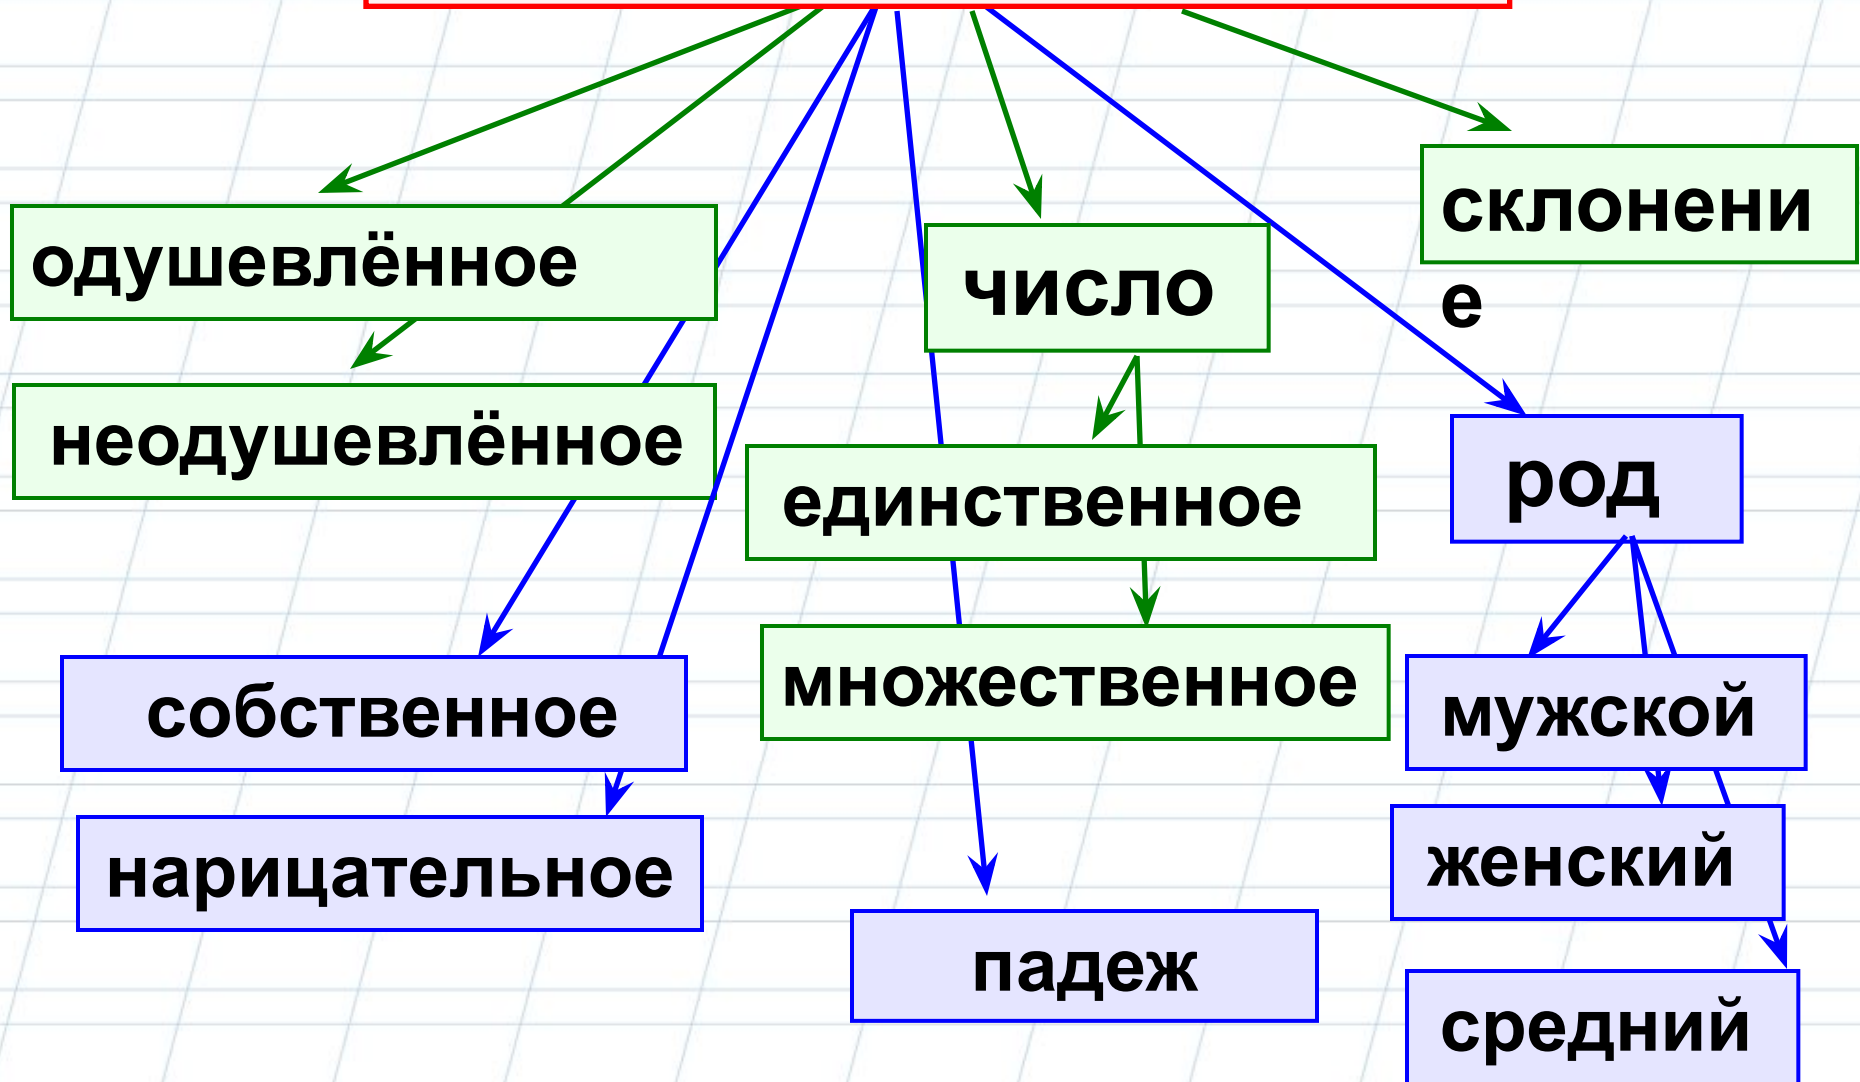 одушевлённое
неодушевлённое
собственное
нарицательное
число
единственное
множественное
падеж
склонени
е
род
мужской
женский
средний